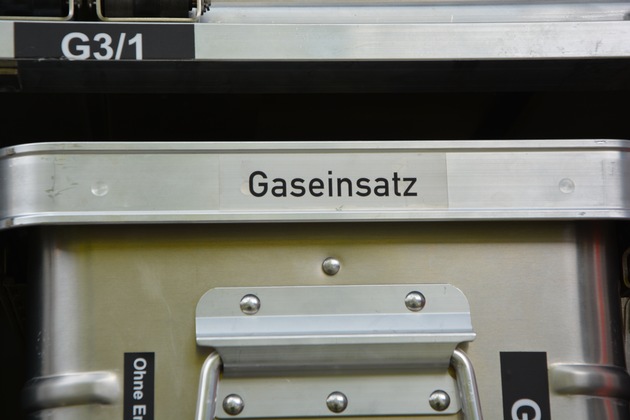 G3/1
Gaseinsatz
Ohne
G